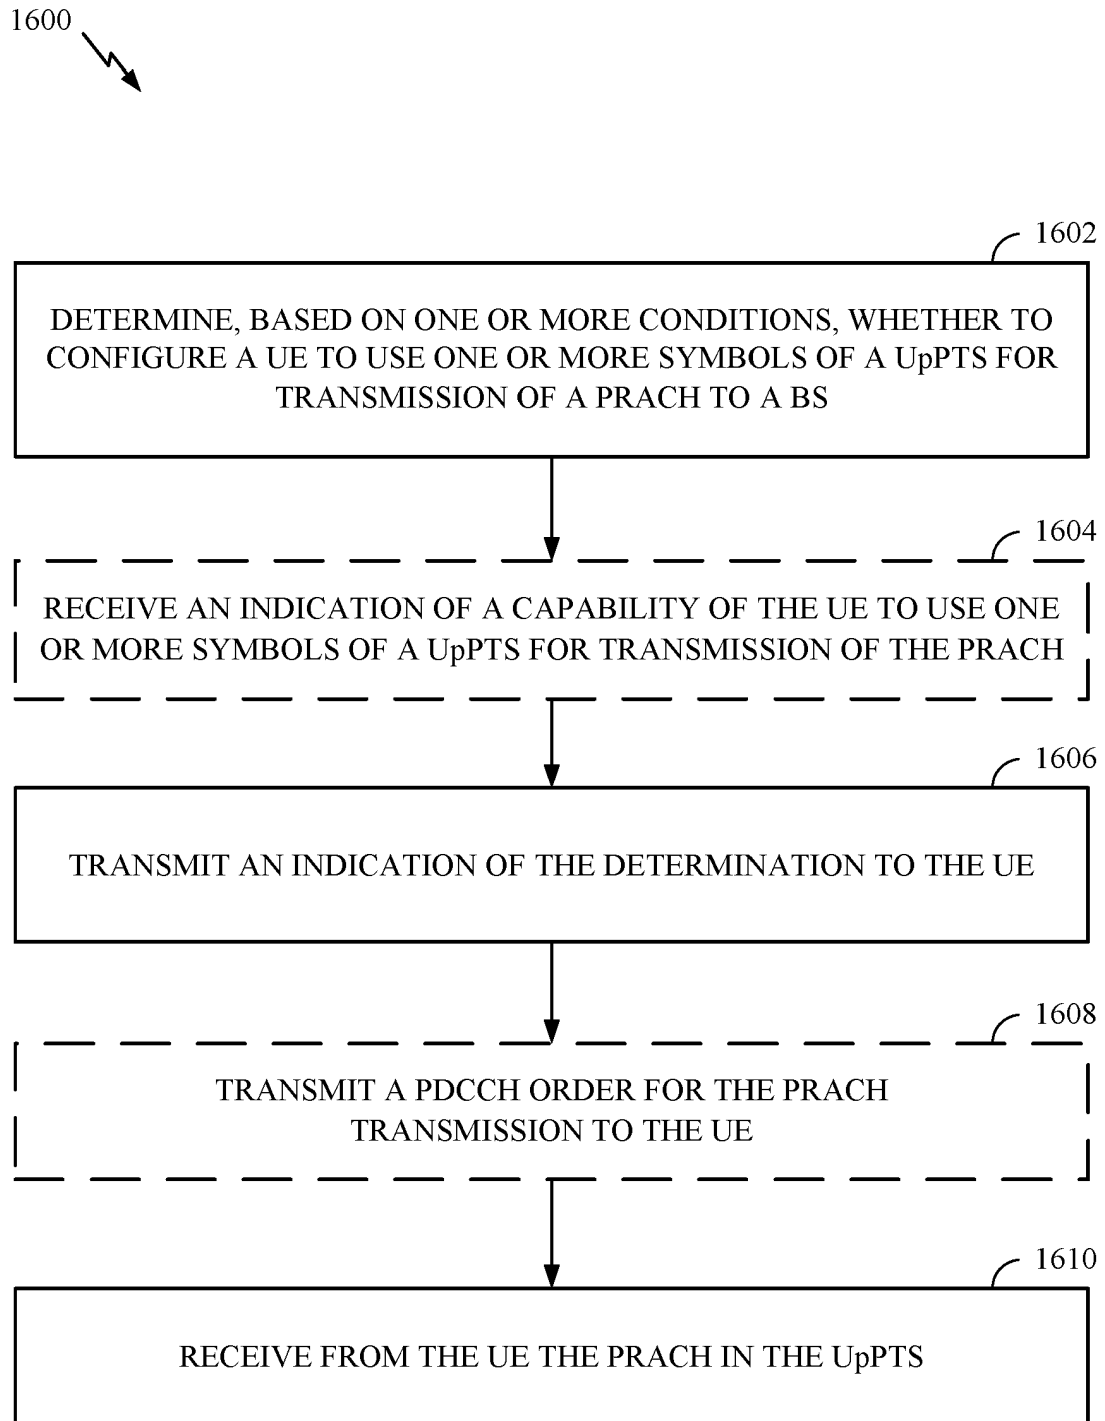 1600
1602
DETERMINE, BASED ON ONE OR MORE CONDITIONS, WHETHER TO
CONFIGURE A UE TO USE ONE OR MORE SYMBOLS OF A UpPTS FOR
TRANSMISSION OF A PRACH TO A BS
1604
RECEIVE AN INDICATION OF A CAPABILITY OF THE UE TO USE ONE
OR MORE SYMBOLS OF A UpPTS FOR TRANSMISSION OF THE PRACH
1606
TRANSMIT AN INDICATION OF THE DETERMINATION TO THE UE
1608
TRANSMIT A PDCCH ORDER FOR THE PRACH
TRANSMISSION TO THE UE
1610
RECEIVE FROM THE UE THE PRACH IN THE UpPTS